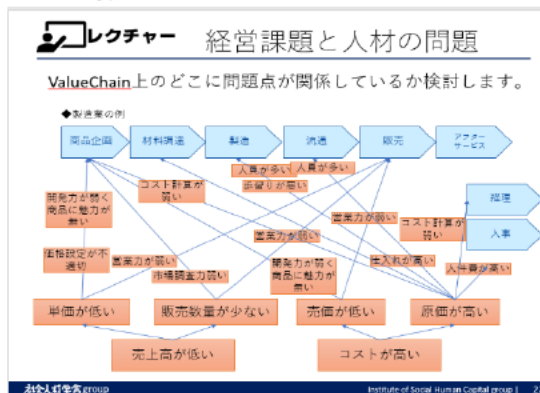 レクチャー
経営課題と人材の問題
ValueChain上のどこに問題点が関係しているか検討します。
◆製造業の例
商品企画
材料調達
製造
流通
販売
アフター
サービス
人員が多い
人員が多い
歩留りが悪い
コスト計算が
弱い
開発力が弱く
商品に魅力が
無い
経理
営業力が弱い
コスト計算が
弱い
営業力が弱い
人事
価格設定が不
適切
営業力が弱い
市場調査力弱い
開発力が弱く
商品に魅力が
無い
仕入れが高い
人件費が高い
単価が低い
販売数量が少ない
売価が低い
原価が高い
売上高が低い
コストが高い
group
Institute of Social Human Capital group
2